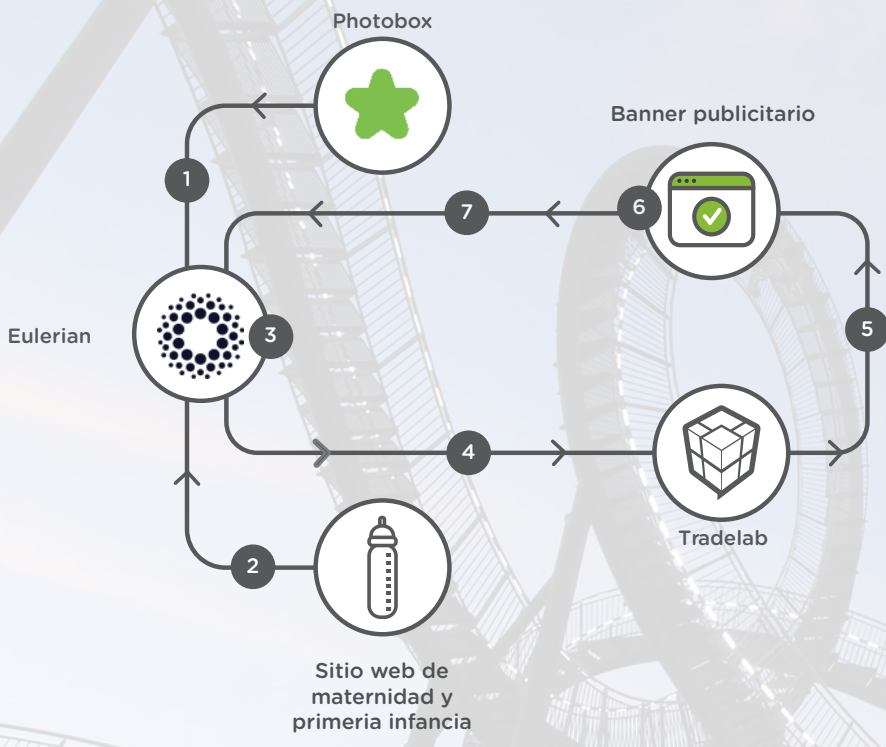 Photobox
Banner publicitario
1
7
6
Eulerian
3
5
4
Tradelab
2
Sitio web de
maternidad y
primeria infancia